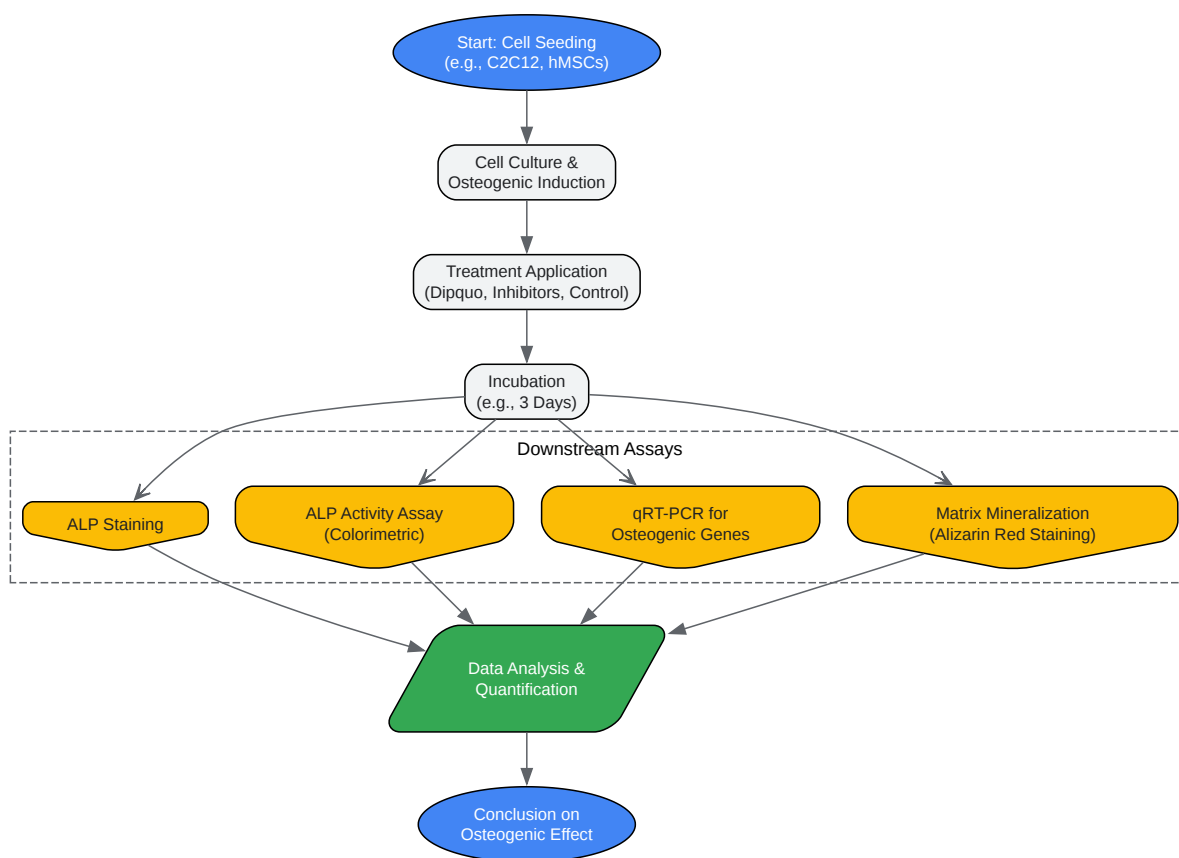 Start: Cell Seeding
(e.g., C2C12, hMSCs)
Cell Culture &
Osteogenic Induction
Treatment Application
(Dipquo, Inhibitors, Control)
Incubation
(e.g., 3 Days)
Downstream Assays
ALP Staining
ALP Activity Assay
(Colorimetric)
qRT-PCR for
Osteogenic Genes
Matrix Mineralization
(Alizarin Red Staining)
Data Analysis &
Quantification
Conclusion on
Osteogenic Effect